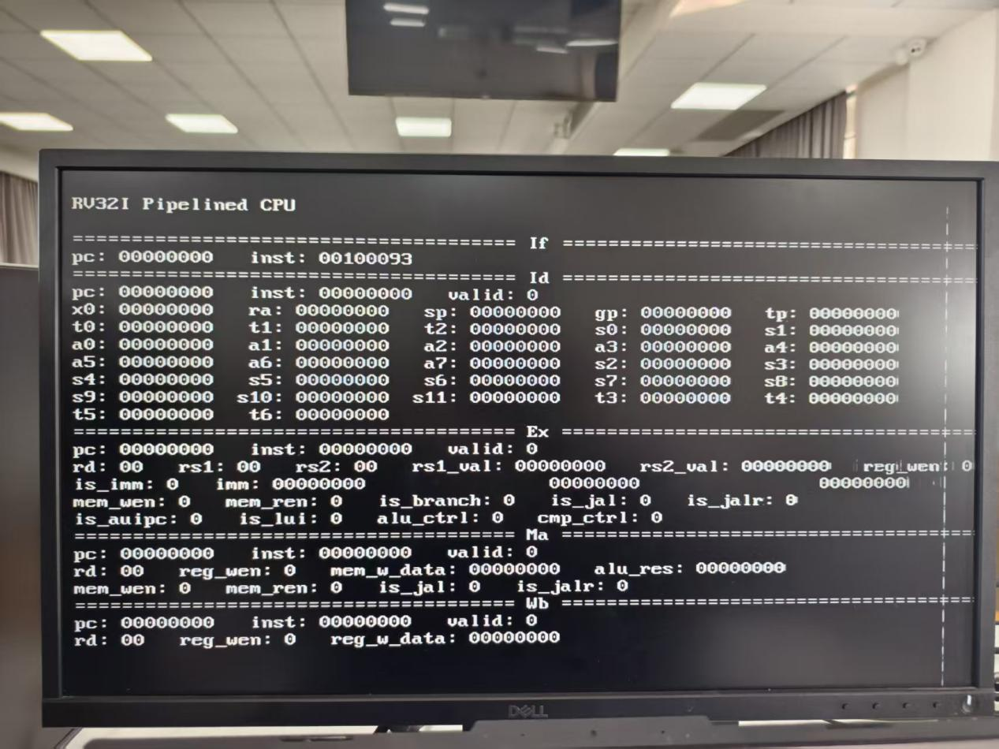 RV32I Pipelined CPU
====================================== If ===================================
pc: 00000000 inst: 00100093
====================================== Id ===================================
pc: 00000000 inst: 00000000 valid: 0
x0: 00000000 ra: 00000000 sp: 00000000 gp: 00000000 tp: 00000000
t0: 00000000 t1: 00000000 t2: 00000000 s0: 00000000 s1: 00000000
a0: 00000000 a1: 00000000 a2: 00000000 a3: 00000000 a4: 00000000
a5: 00000000 a6: 00000000 a7: 00000000 s2: 00000000 s3: 00000000
s4: 00000000 s5: 00000000 s6: 00000000 s7: 00000000 s8: 00000000
s9: 00000000 s10: 00000000 s11: 00000000 t3: 00000000 t4: 00000000
t5: 00000000 t6: 00000000
====================================== Ex ===================================
pc: 00000000 inst: 00000000 valid: 0
rd: 00 rs1: 00 rs2: 00 rs1_val: 00000000 rs2_val: 00000000 reg_wen: 0
is_imm: 0 imm: 00000000 00000000 00000000
mem_wen: 0 mem_ren: 0 is_branch: 0 is_jal: 0 is_jalr: 0
is_auipc: 0 is_lui: 0 alu_ctrl: 0 cmp_ctrl: 0
====================================== Ma ===================================
pc: 00000000 inst: 00000000 valid: 0
rd: 00 reg_wen: 0 mem_w_data: 00000000 alu_res: 00000000
mem_wen: 0 mem_ren: 0 is_jal: 0 is_jalr: 0
====================================== Wb ===================================
pc: 00000000 inst: 00000000 valid: 0
rd: 00 reg_wen: 0 reg_w_data: 00000000
DELL